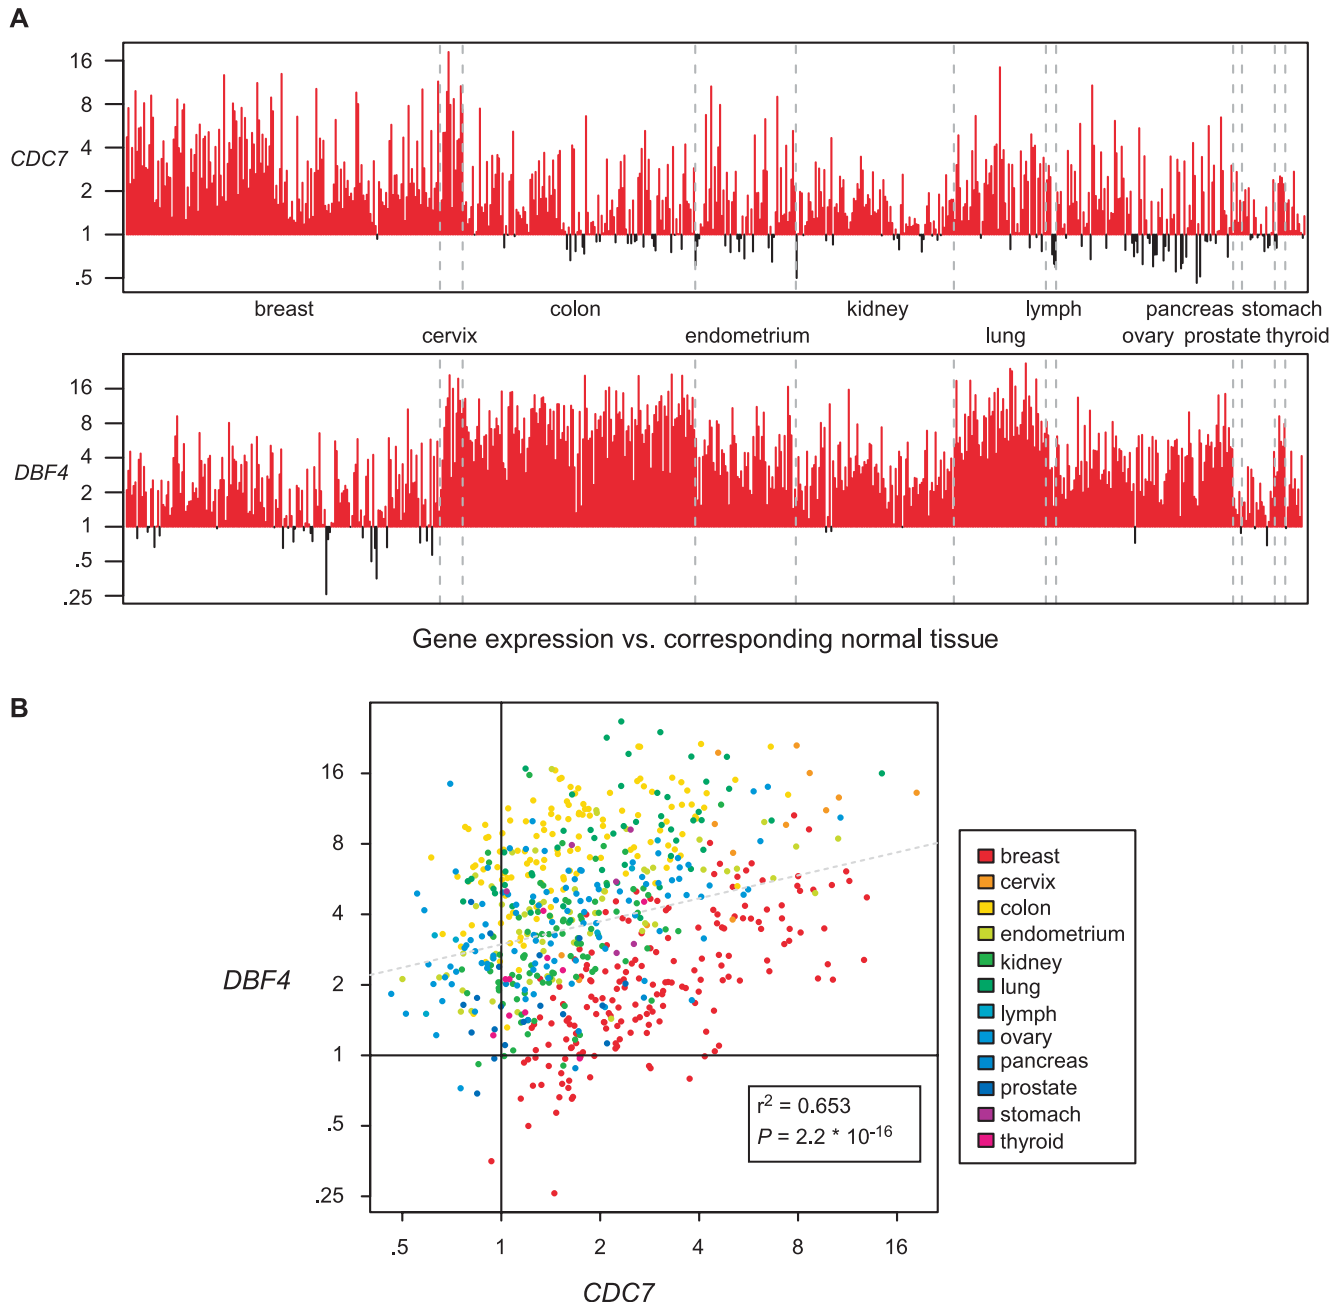 A
16
8
4
2
1
.5
CDC7
breast colon kidney lymph pancreas stomach
cervix endometrium lung ovary prostate thyroid
16
8
4
2
1
.5
.25
DBF4
Gene expression vs. corresponding normal tissue
B
16
8
4
2
1
.5
.25
DBF4
r2 = 0.653
P = 2.2 * 10-16
breast
cervix
colon
endometrium
kidney
lung
lymph
ovary
pancreas
prostate
stomach
thyroid
.5 1 2 4 8 16
CDC7